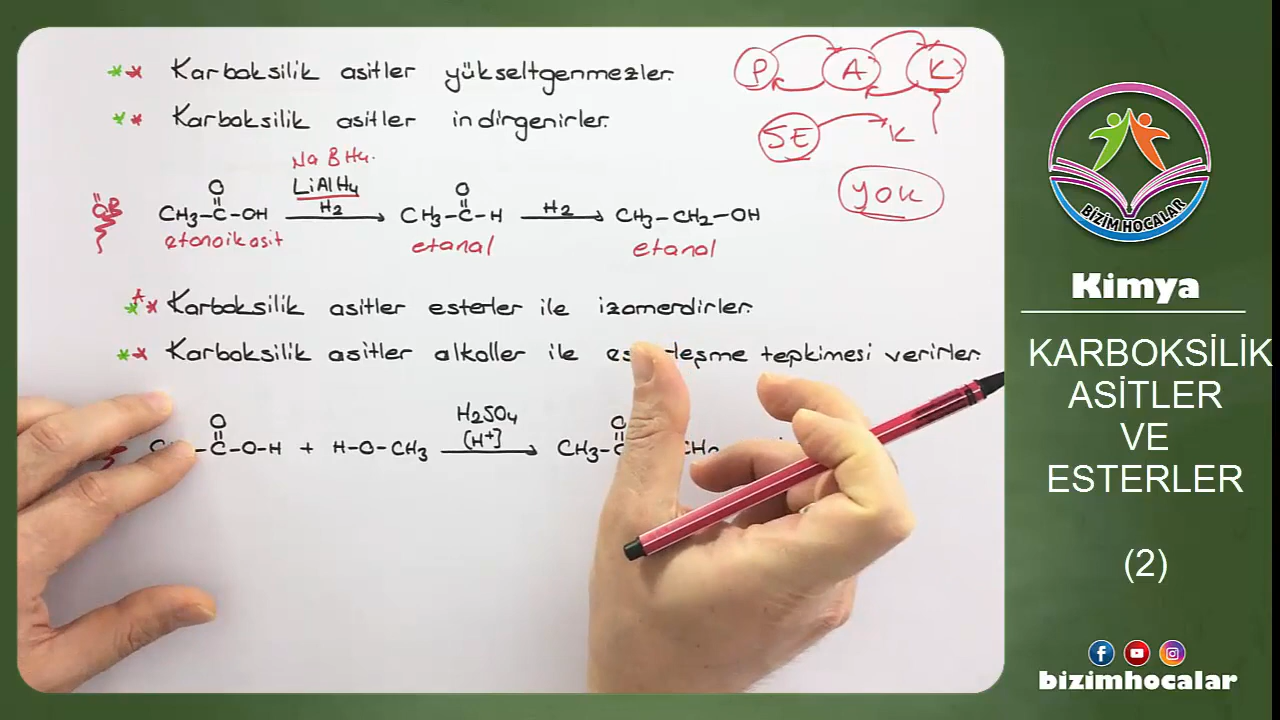 ** Karboksilik asitler yükseltgenmezler.
P A K
** Karboksilik asitler indirgenirler.
SE K
YOK
NaBH4.
LiAlH4
H2
H2
O
O
ÖR
CH3-C-OH
CH3-C-H
CH3-CH2-OH
etanoik asit
etanal
etanol
** Karboksilik asitler esterler ile izomerdirler.
** Karboksilik asitler alkoller ile tepkimesi verirler.
O
H2SO4
[H+]
O
-C-O-H + H-O-CH3
CH3-C
BİZİM HOCALAR
Kimya
KARBOKSİLİK
ASİTLER
VE
ESTERLER
(2)
bizimhocalar